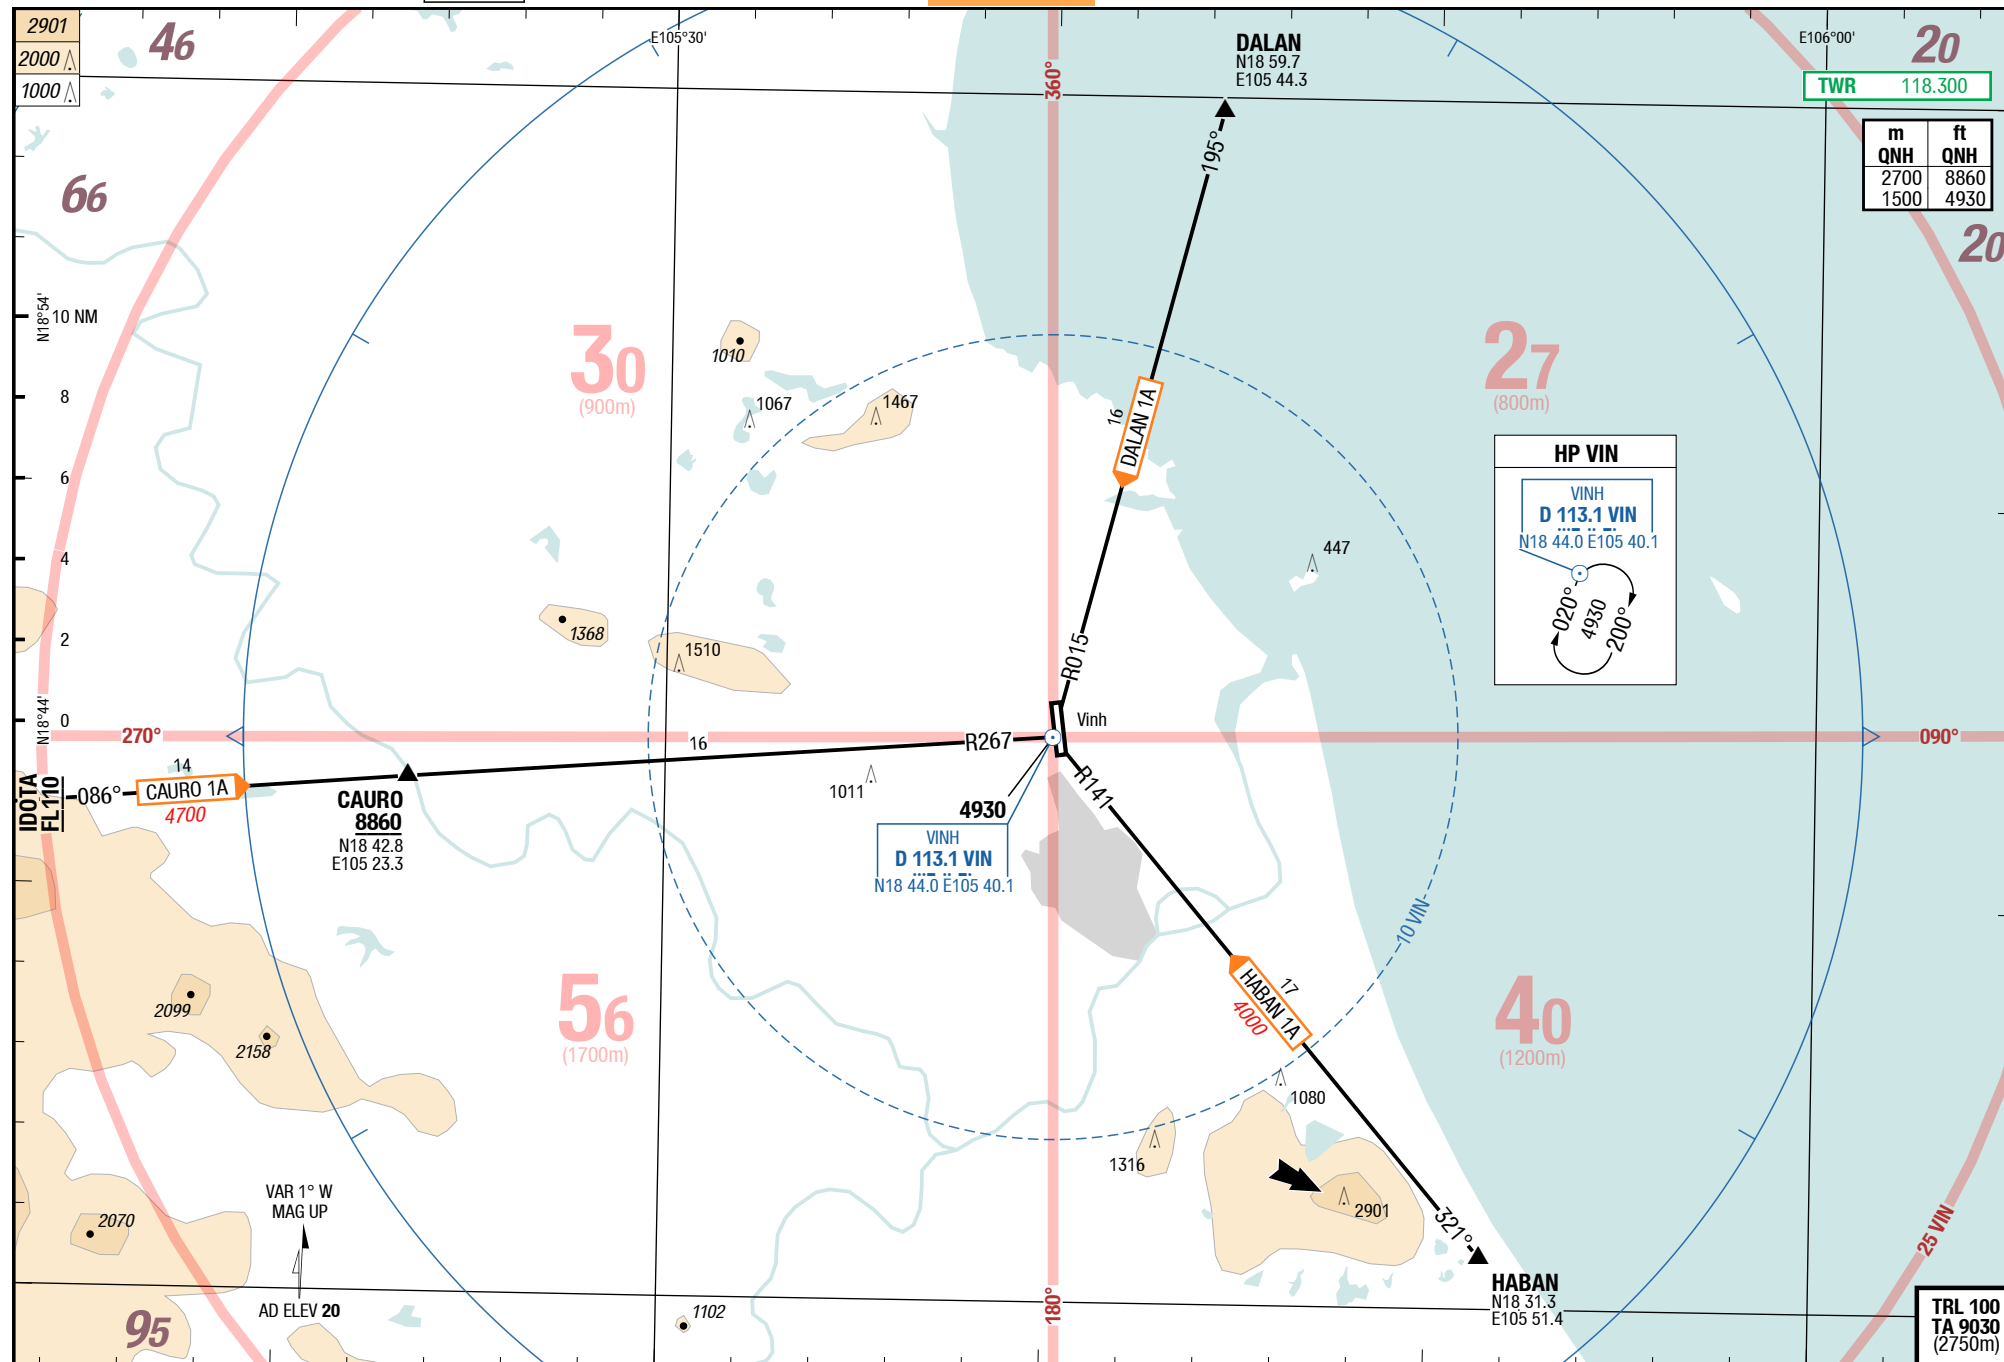 2901
2000
1000
46
E105°30'
DALAN
N18 59.7
E105 44.3
E106°00'
20
TWR 118.300
360°
195°
m ft
QNH QNH
2700 8860
1500 4930
66
20
N18°54'
10 NM
8
6
4
2
0
N18°44'
30
(900m)
1010
1067
1467
16
DALAN 1A
27
(800m)
HP VIN
VINH
D 113.1 VIN
N18 44.0 E105 40.1
020°
4930
200°
447
1368
1510
R015
Vinh
270°
16
R267
090°
IDOTA
FL110
086°
14
CAURO 1A
4700
CAURO
8860
N18 42.8
E105 23.3
1011
4930
VINH
D 113.1 VIN
N18 44.0 E105 40.1
R141
10 VIN
17
HABAN 1A
4000
2099
2158
56
(1700m)
40
(1200m)
1080
1316
2901
321°
VAR 1° W
MAG UP
2070
AD ELEV 20
95
1102
180°
HABAN
N18 31.3
E105 51.4
25 VIN
TRL 100
TA 9030
(2750m)